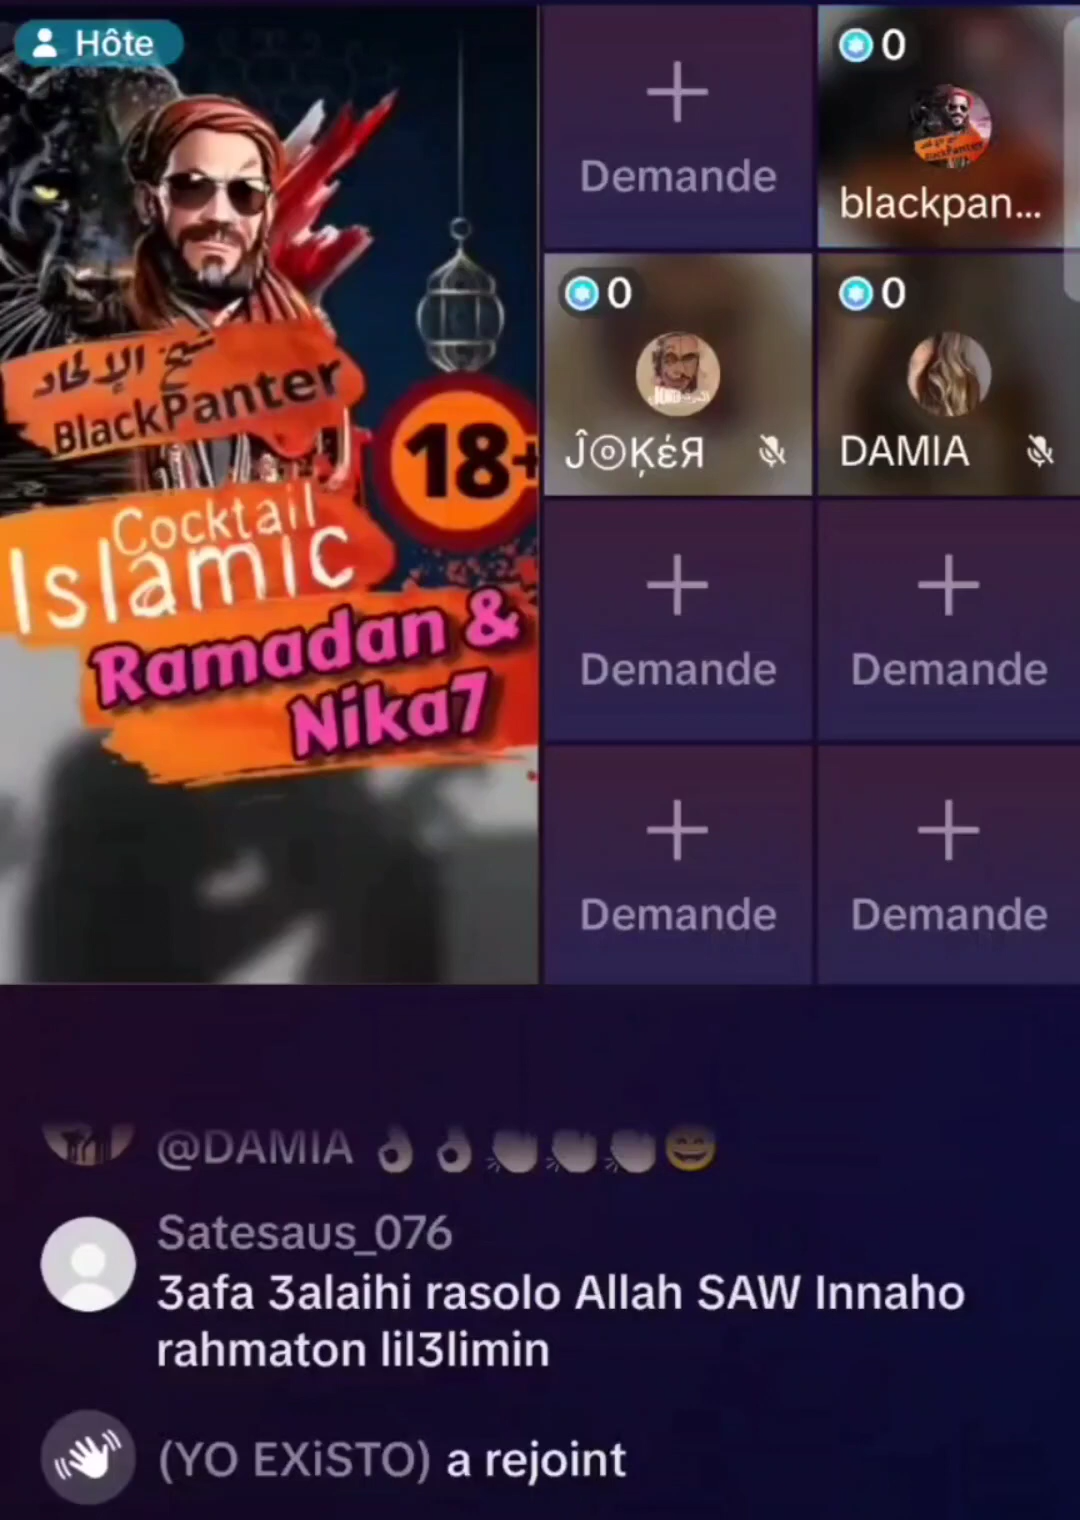 Hôte
شيخ الإلحاد
BlackPanter
18+
Cocktail
Islamic
Ramadan &
Nika7
Demande
0
blackpan...
0
ĴⓞĶέЯ
0
DAMIA
Demande
Demande
Demande
Demande
@DAMIA 👌👌👏👏👏😄
Satesaus_076
3afa 3alaihi rasolo Allah SAW Innaho
rahmaton lil3limin
(YO EXiSTO) a rejoint